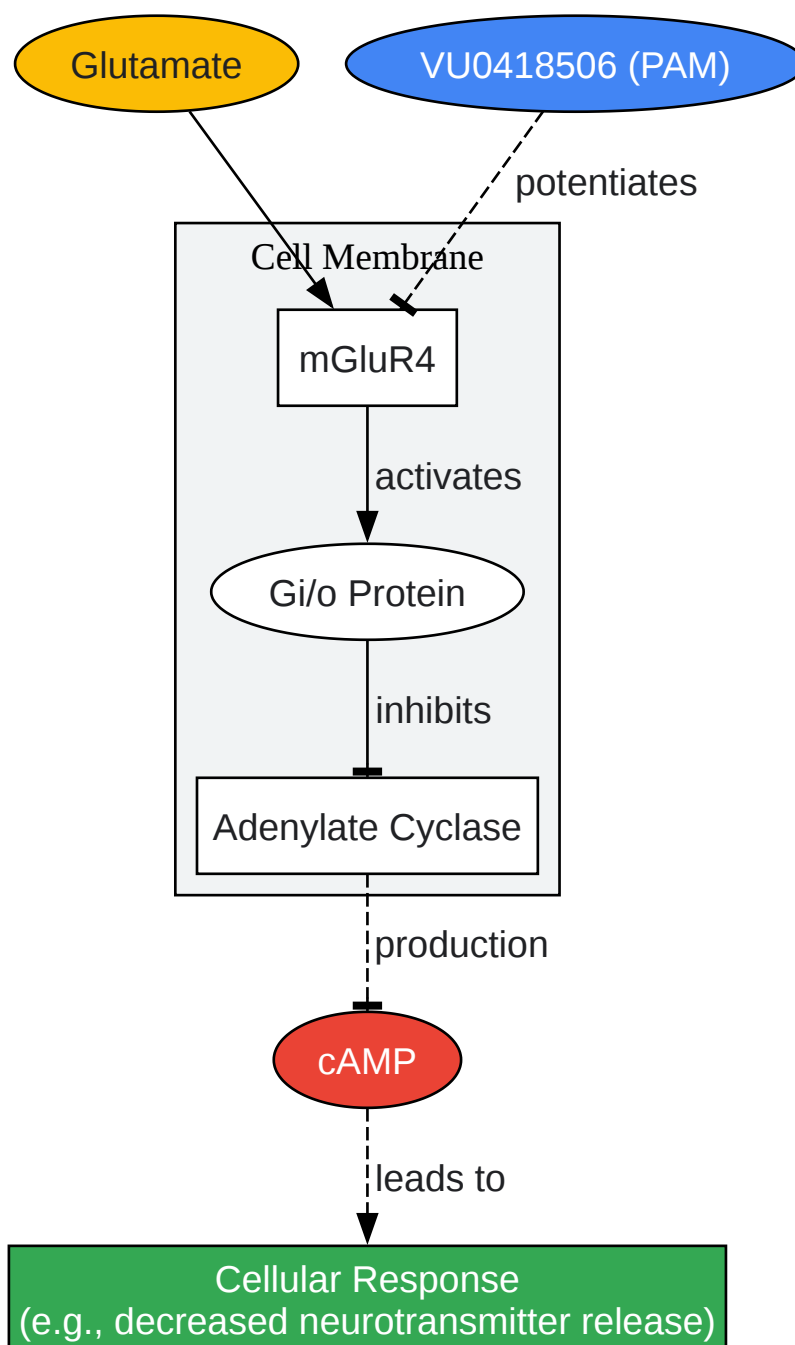 Glutamate
VU0418506 (PAM)
potentiates
Cell Membrane
mGluR4
activates
Gi/o Protein
inhibits
Adenylate Cyclase
production
cAMP
leads to
Cellular Response
(e.g., decreased neurotransmitter release)